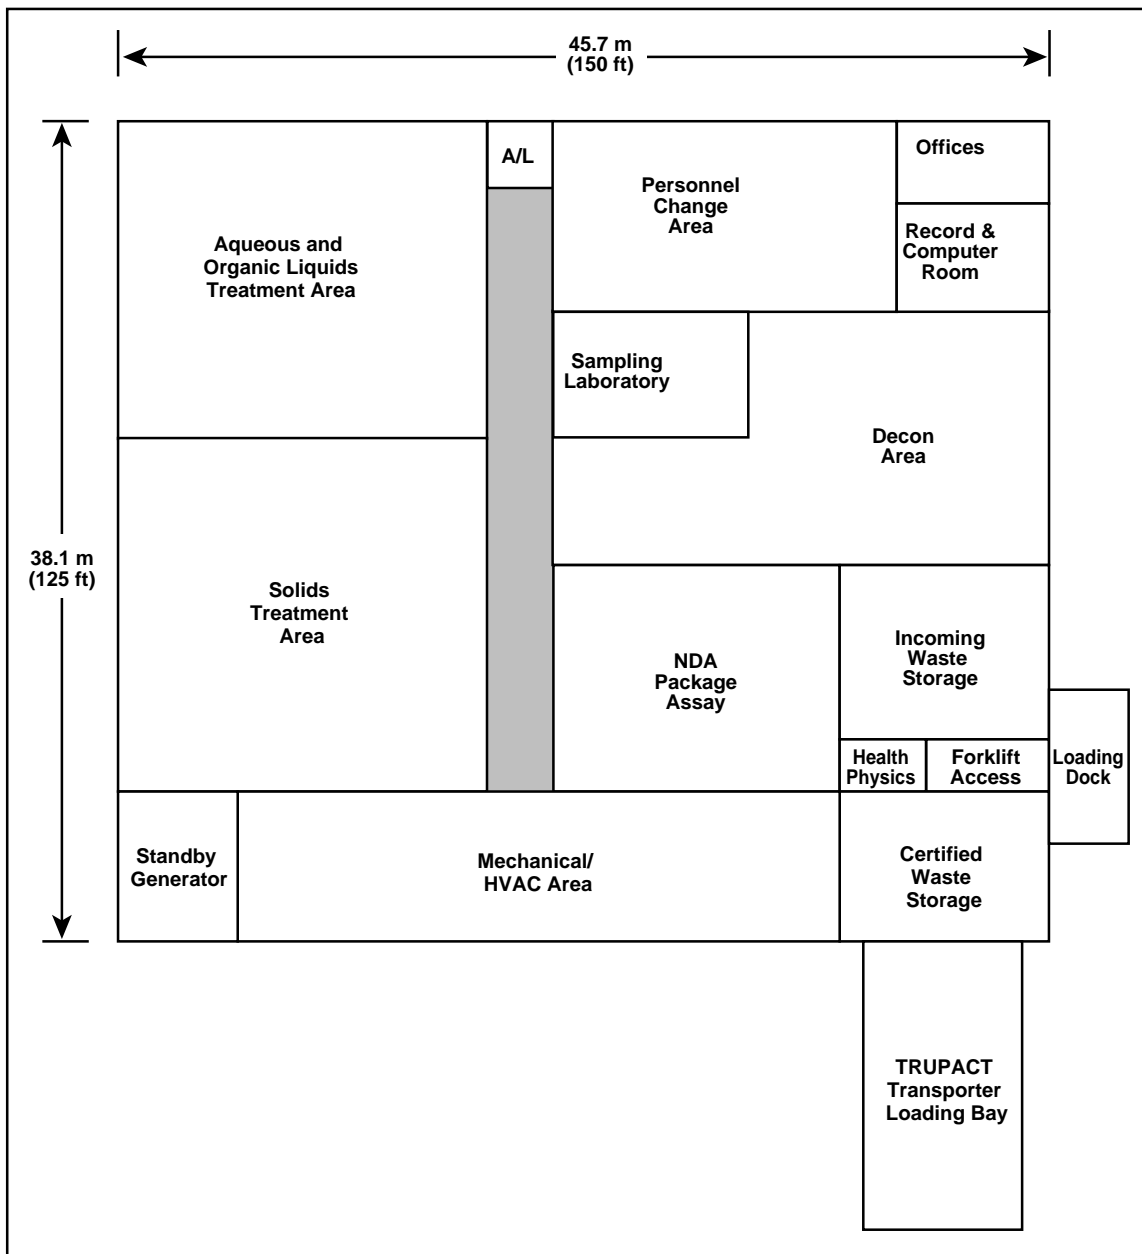 45.7 m
(150 ft)
A/L
Offices
Personnel
Change
Area
Record &
Computer
Room
Aqueous and
Organic Liquids
Treatment Area
Sampling
Laboratory
Decon
Area
38.1 m
(125 ft)
Solids
Treatment
Area
NDA
Package
Assay
Incoming
Waste
Storage
Health
Physics
Forklift
Access
Loading
Dock
Standby
Generator
Mechanical/
HVAC Area
Certified
Waste
Storage
TRUPACT
Transporter
Loading Bay